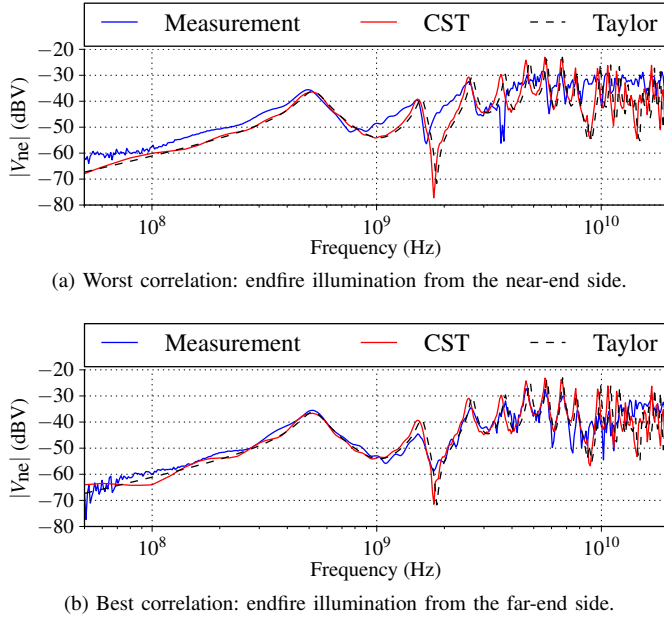 Measurement CST Taylor
−20
−30
−40
−50
−60
−70
−80
|Vne| (dBV)
10^8 10^9 10^10
Frequency (Hz)
(a) Worst correlation: endfire illumination from the near-end side.
Measurement CST Taylor
−20
−30
−40
−50
−60
−70
−80
|Vne| (dBV)
10^8 10^9 10^10
Frequency (Hz)
(b) Best correlation: endfire illumination from the far-end side.